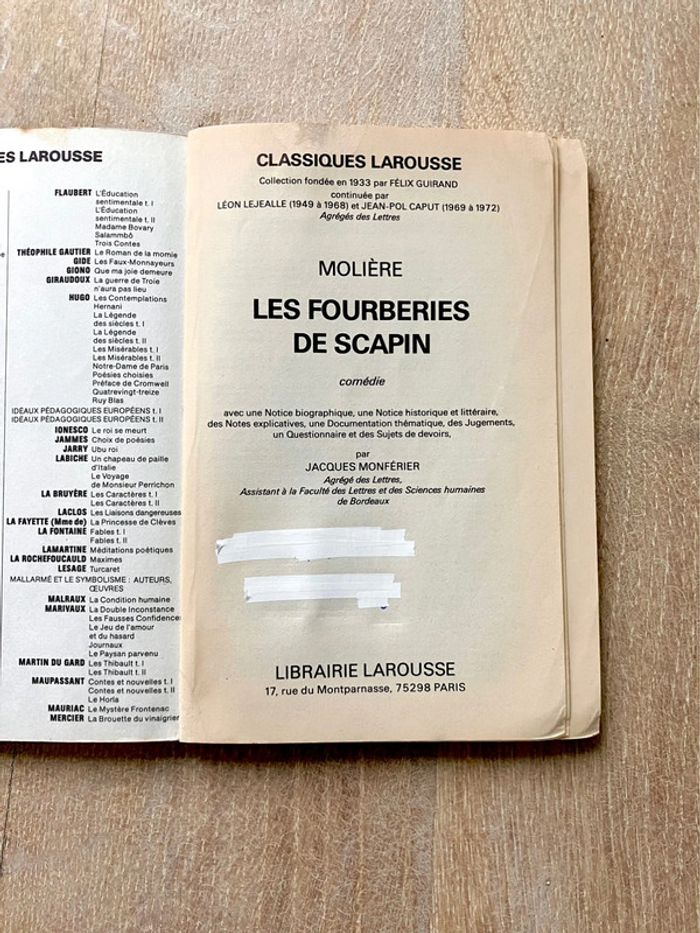 ES LAROUSSE
FLAUBERT L'Éducation
sentimentale t. I
L'Éducation
sentimentale t. II
Madame Bovary
Salammbô
Trois Contes
THÉOPHILE GAUTIER Le Roman de la momie
GIDE Les Faux-Monnayeurs
GIONO Que ma joie demeure
GIRAUDOUX La guerre de Troie
n'aura pas lieu
HUGO Les Contemplations
Hernani
La Légende
des siècles t. I
La Légende
des siècles t. II
Les Misérables t. I
Les Misérables t. II
Notre-Dame de Paris
Poésies choisies
Préface de Cromwell
Quatrevingt-treize
Ruy Blas
IDÉAUX PÉDAGOGIQUES EUROPÉENS t. I
IDÉAUX PÉDAGOGIQUES EUROPÉENS t. II
IONESCO Le roi se meurt
JAMMES Choix de poésies
JARRY Ubu roi
LABICHE Un chapeau de paille
d'Italie
Le Voyage
de Monsieur Perrichon
LA BRUYÈRE Les Caractères t. I
Les Caractères t. II
LACLOS Les Liaisons dangereuses
LA FAYETTE (Mme de) La Princesse de Clèves
LA FONTAINE Fables t. I
Fables t. II
LAMARTINE Méditations poétiques
LA ROCHEFOUCAULD Maximes
LESAGE Turcaret
MALLARMÉ ET LE SYMBOLISME : AUTEURS,
ŒUVRES
MALRAUX La Condition humaine
MARIVAUX La Double Inconstance
Les Fausses Confidences
Le Jeu de l'amour
et du hasard
Journaux
Le Paysan parvenu
MARTIN DU GARD Les Thibault t. I
Les Thibault t. II
MAUPASSANT Contes et nouvelles t. I
Contes et nouvelles t. II
Le Horla
MAURIAC Le Mystère Frontenac
MERCIER La Brouette du vinaigrier
CLASSIQUES LAROUSSE
Collection fondée en 1933 par FÉLIX GUIRAND
continuée par
LÉON LEJEALLE (1949 à 1968) et JEAN-POL CAPUT (1969 à 1972)
Agrégés des Lettres
MOLIÈRE
LES FOURBERIES
DE SCAPIN
comédie
avec une Notice biographique, une Notice historique et littéraire,
des Notes explicatives, une Documentation thématique, des Jugements,
un Questionnaire et des Sujets de devoirs,
par
JACQUES MONFÉRIER
Agrégé des Lettres,
Assistant à la Faculté des Lettres et des Sciences humaines
de Bordeaux
LIBRAIRIE LAROUSSE
17, rue du Montparnasse, 75298 PARIS